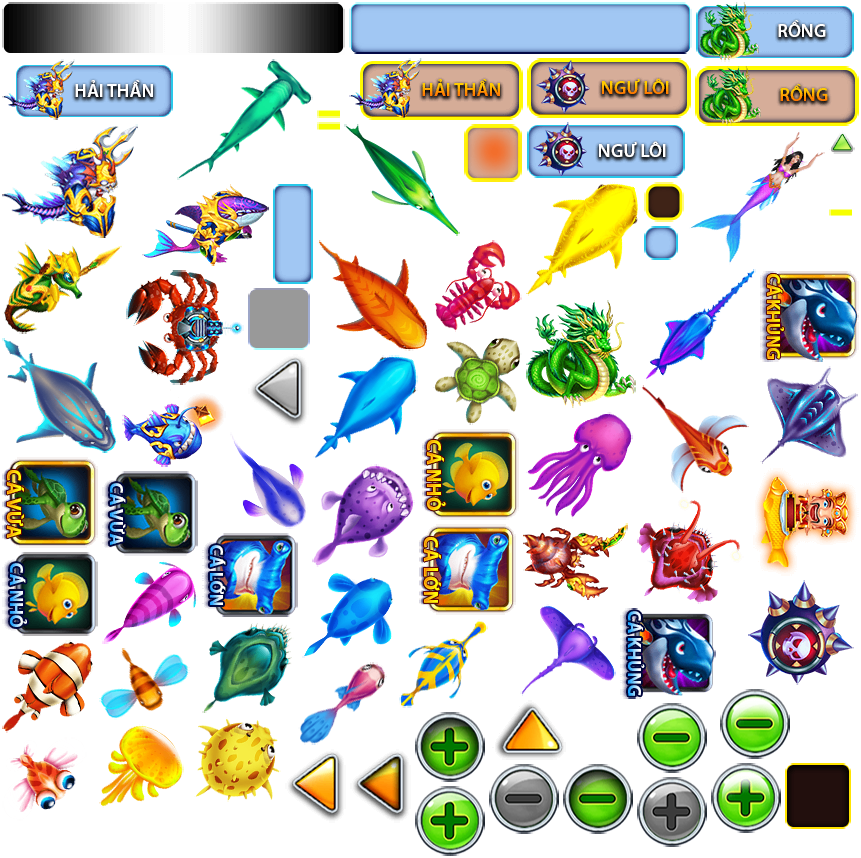 RỒNG
HẢI THẦN
HẢI THẦN
NGƯ LÔI
RỒNG
NGƯ LÔI
CÁ KHỦNG
CÁ NHỎ
CÁ VỪA
CÁ VỪA
CÁ LỚN
CÁ LỚN
CÁ NHỎ
CÁ KHỦNG